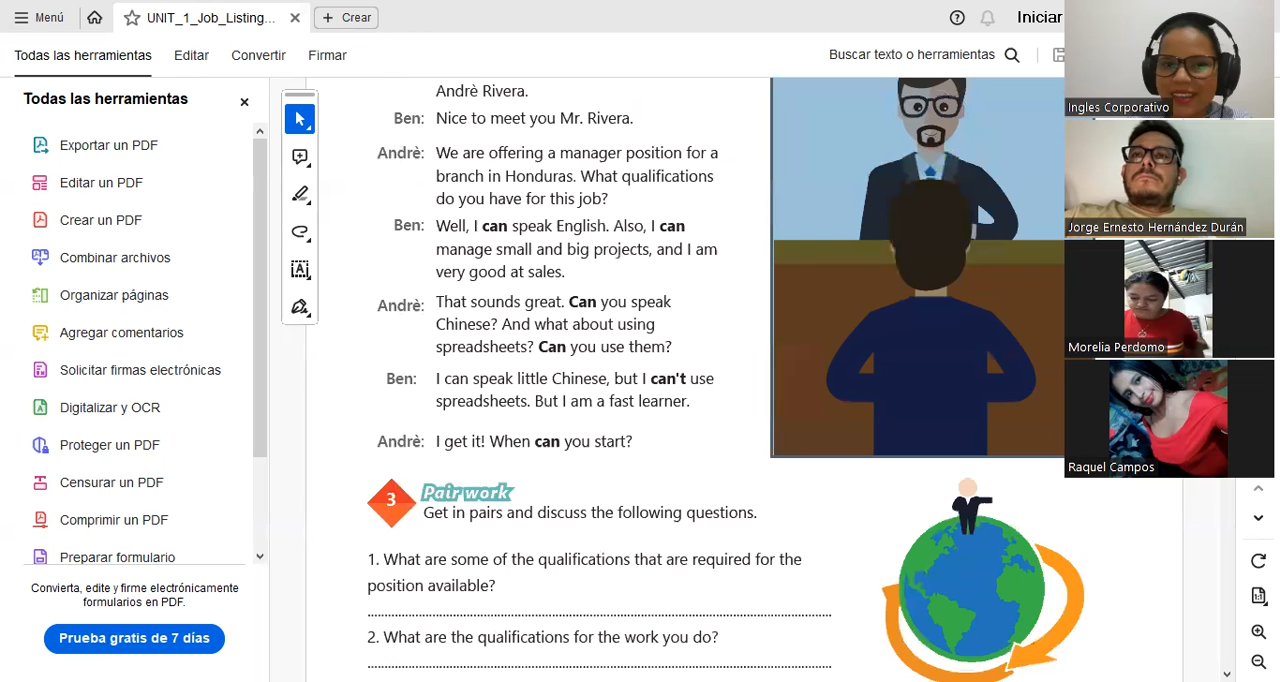 Menú
UNIT_1_Job_Listing...
Crear
Iniciar
Todas las herramientas
Editar
Convertir
Firmar
Buscar texto o herramientas
Todas las herramientas
Exportar un PDF
Editar un PDF
Crear un PDF
Combinar archivos
Organizar páginas
Agregar comentarios
Solicitar firmas electrónicas
Digitalizar y OCR
Proteger un PDF
Censurar un PDF
Comprimir un PDF
Preparar formulario
Convierta, edite y firme electrónicamente
formularios en PDF.
Prueba gratis de 7 días
Andrè Rivera.
Ben: Nice to meet you Mr. Rivera.
Andrè: We are offering a manager position for a
branch in Honduras. What qualifications
do you have for this job?
Ben: Well, I can speak English. Also, I can
manage small and big projects, and I am
very good at sales.
Andrè: That sounds great. Can you speak
Chinese? And what about using
spreadsheets? Can you use them?
Ben: I can speak little Chinese, but I can't use
spreadsheets. But I am a fast learner.
Andrè: I get it! When can you start?
3 Pair work
Get in pairs and discuss the following questions.
1. What are some of the qualifications that are required for the
position available?
2. What are the qualifications for the work you do?
Ingles Corporativo
Jorge Ernesto Hernández Durán
Morelia Perdomo
Raquel Campos